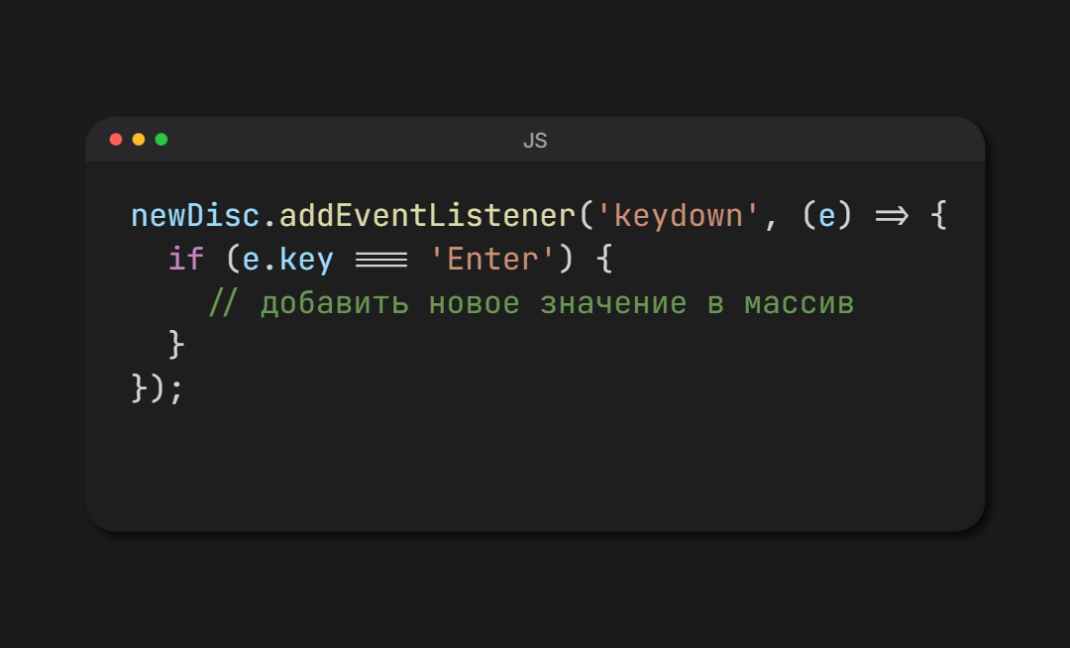 JS
newDisc.addEventListener('keydown', (e) => {
if (e.key === 'Enter') {
// добавить новое значение в массив
}
});